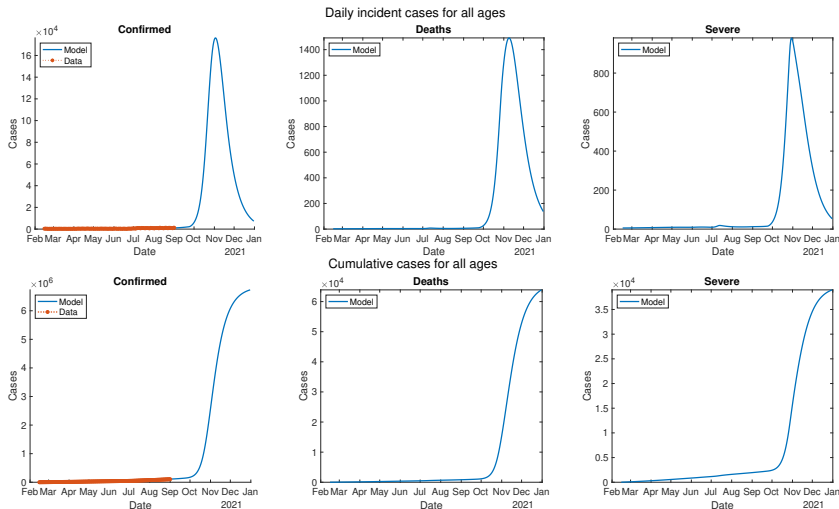 Daily incident cases for all ages
×10^4
Confirmed
Model
Data
16
14
12
10
8
6
4
2
0
Cases
Feb Mar Apr May Jun Jul Aug Sep Oct Nov Dec Jan
Date
2021
Deaths
Model
1400
1200
1000
800
600
400
200
0
Cases
Feb Mar Apr May Jun Jul Aug Sep Oct Nov Dec Jan
Date
2021
Severe
Model
800
600
400
200
0
Cases
Feb Mar Apr May Jun Jul Aug Sep Oct Nov Dec Jan
Date
2021
Cumulative cases for all ages
×10^6
Confirmed
Model
Data
6
5
4
3
2
1
0
Cases
Feb Mar Apr May Jun Jul Aug Sep Oct Nov Dec Jan
Date
2021
×10^4
Deaths
Model
6
5
4
3
2
1
0
Cases
Feb Mar Apr May Jun Jul Aug Sep Oct Nov Dec Jan
Date
2021
×10^4
Severe
Model
3.5
3
2.5
2
1.5
1
0.5
0
Cases
Feb Mar Apr May Jun Jul Aug Sep Oct Nov Dec Jan
Date
2021